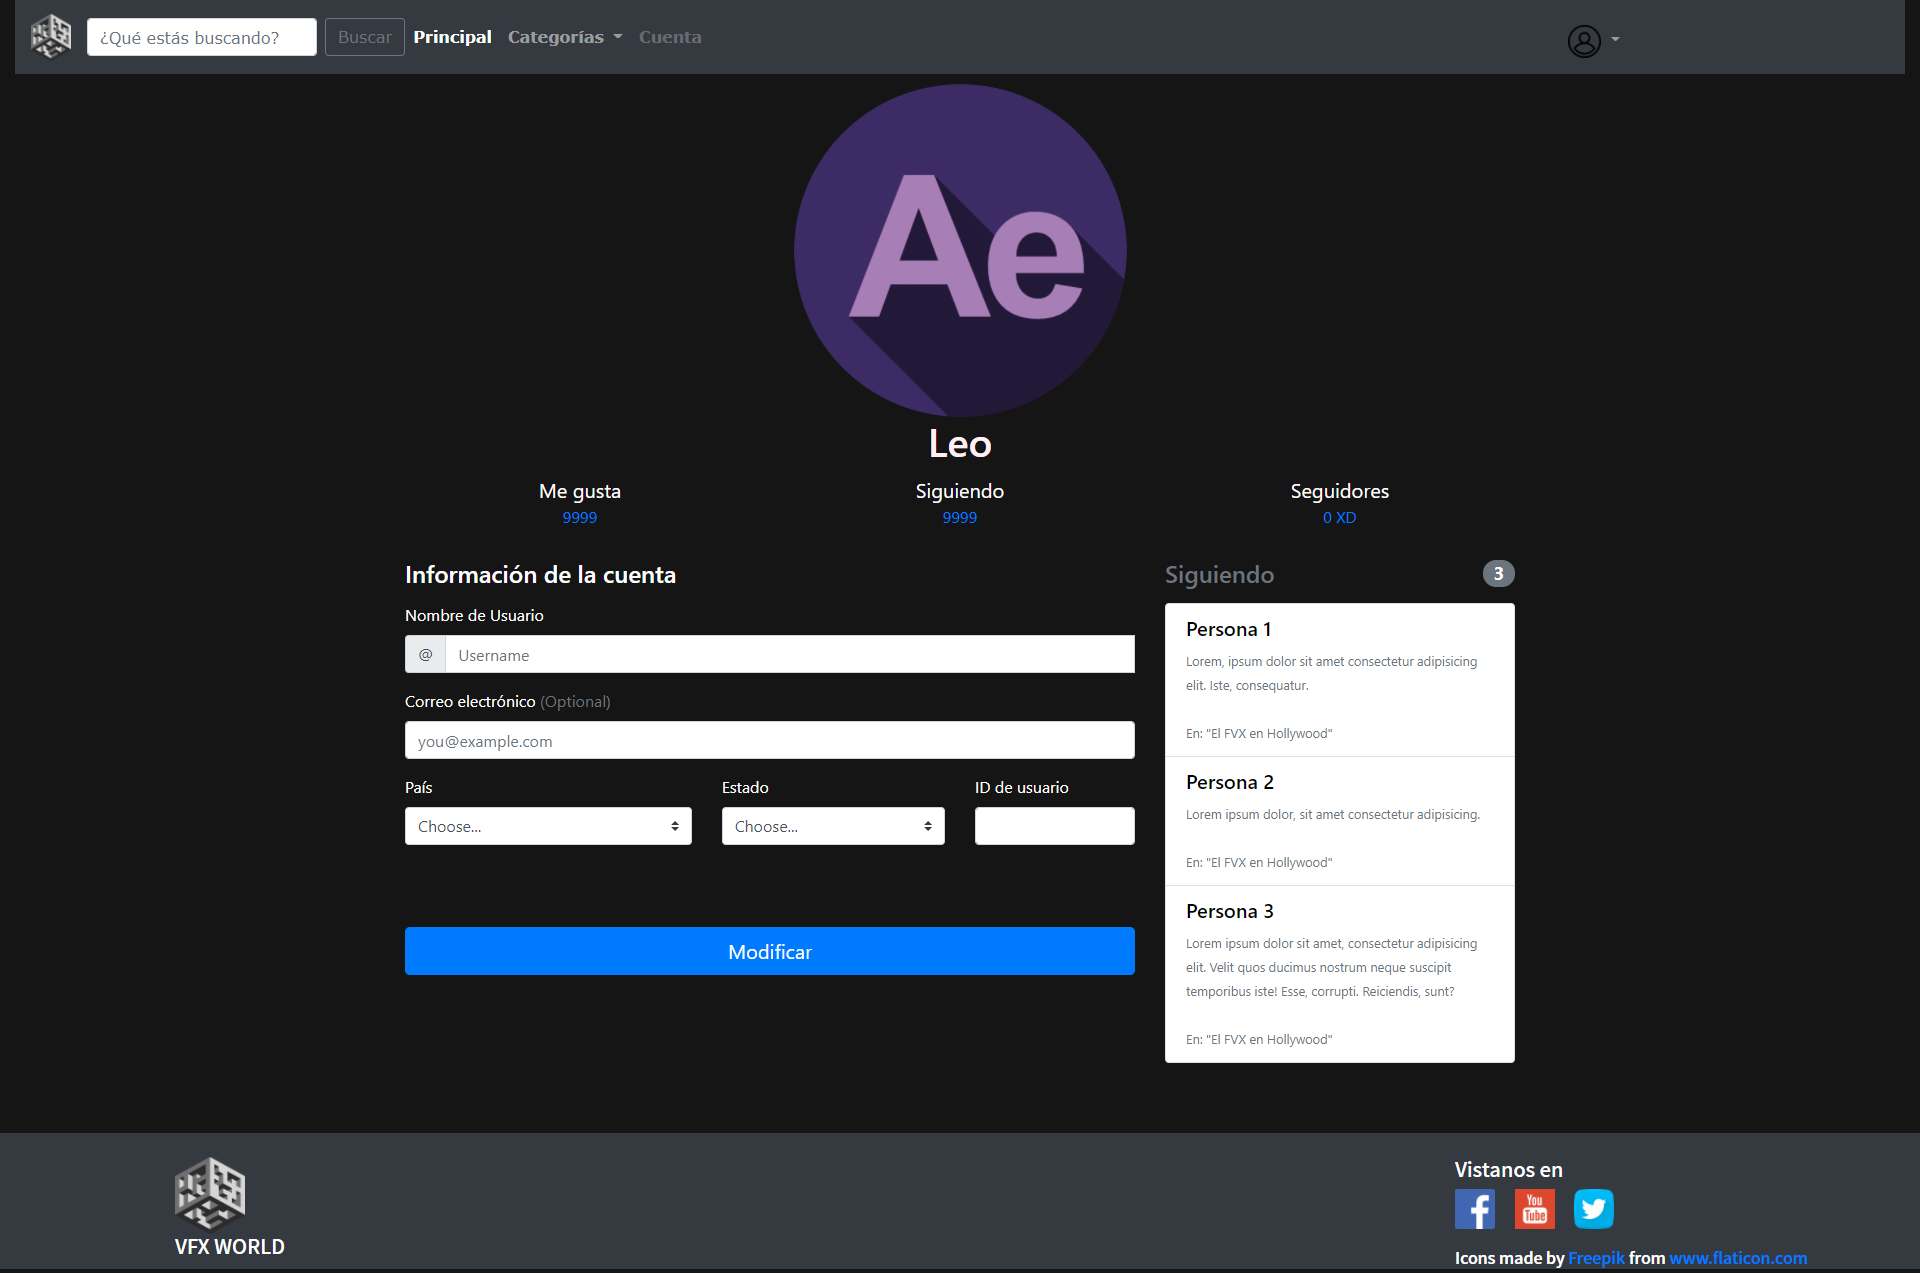 ¿Qué estás buscando?
Buscar
Principal
Categorías
Cuenta
Ae
Leo
Me gusta
9999
Siguiendo
9999
Seguidores
0 XD
Información de la cuenta
Nombre de Usuario
@
Username
Correo electrónico (Optional)
you@example.com
País
Choose...
Estado
Choose...
ID de usuario
Modificar
Siguiendo
3
Persona 1
Lorem, ipsum dolor sit amet consectetur adipisicing
elit. Iste, consequatur.
En: "El FVX en Hollywood"
Persona 2
Lorem ipsum dolor, sit amet consectetur adipisicing.
En: "El FVX en Hollywood"
Persona 3
Lorem ipsum dolor sit amet, consectetur adipisicing
elit. Velit quos ducimus nostrum neque suscipit
temporibus iste! Esse, corrupti. Reiciendis, sunt?
En: "El FVX en Hollywood"
VFX WORLD
Vistanos en
f
You
Tube
Icons made by Freepik from www.flaticon.com